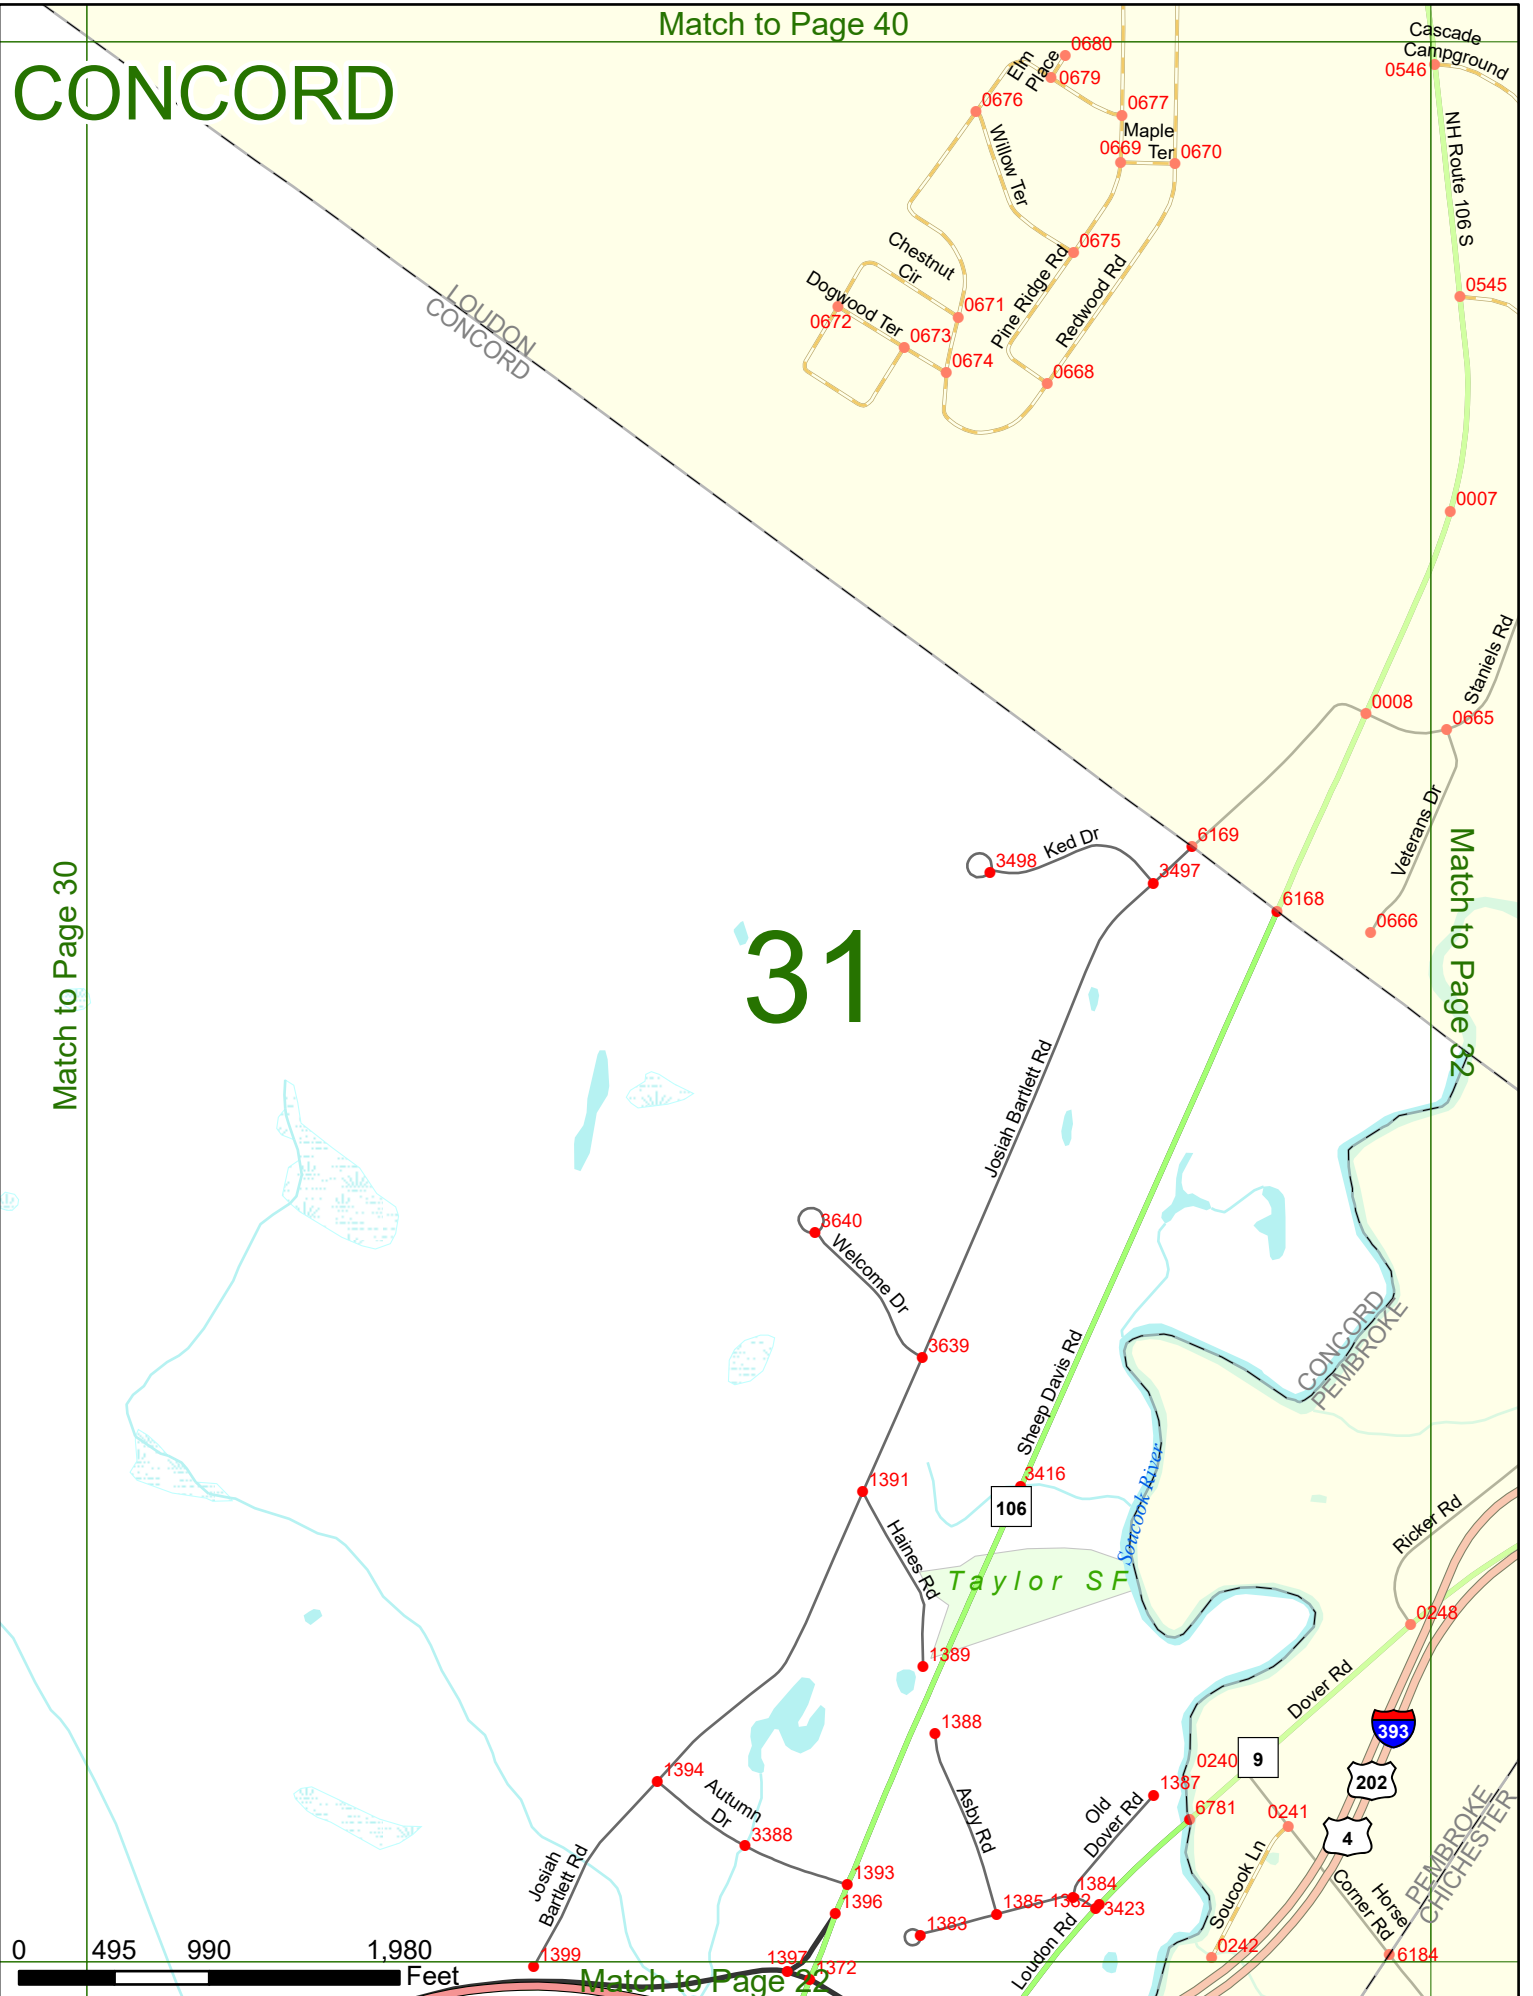 Match to Page 40
CONCORD
Cascade
Campground
0546
0680
Elm
Place
0679
0676
0677
Maple
Ter
0669
0670
Willow Ter
NH Route 106 S
0675
Chestnut
Cir
Pine Ridge Rd
Redwood Rd
0545
Dogwood Ter
0671
0672
0673
0674
0668
LOUDON
CONCORD
0007
Staniels Rd
0008
0665
Veterans Dr
6169
Ked Dr
3498
3497
6168
0666
Match to Page 30
31
Match to Page 32
Josiah Bartlett Rd
3640
Welcome Dr
3639
CONCORD
PEMBROKE
Sheep Davis Rd
Soucook River
3416
106
1391
Haines Rd
Ricker Rd
Taylor SF
0248
1389
Dover Rd
393
1388
0240
9
202
1394
1387
Autumn
Dr
Old
Dover Rd
6781
0241
4
Asby Rd
3388
PEMBROKE
CHICHESTER
Josiah
Bartlett Rd
1393
Soucook Ln
Horse
Corner Rd
1384
1382
1396
1385
3423
1383
Loudon Rd
0242
6184
0 495 990 1,980
Feet
1399
1397
1372
Match to Page 22